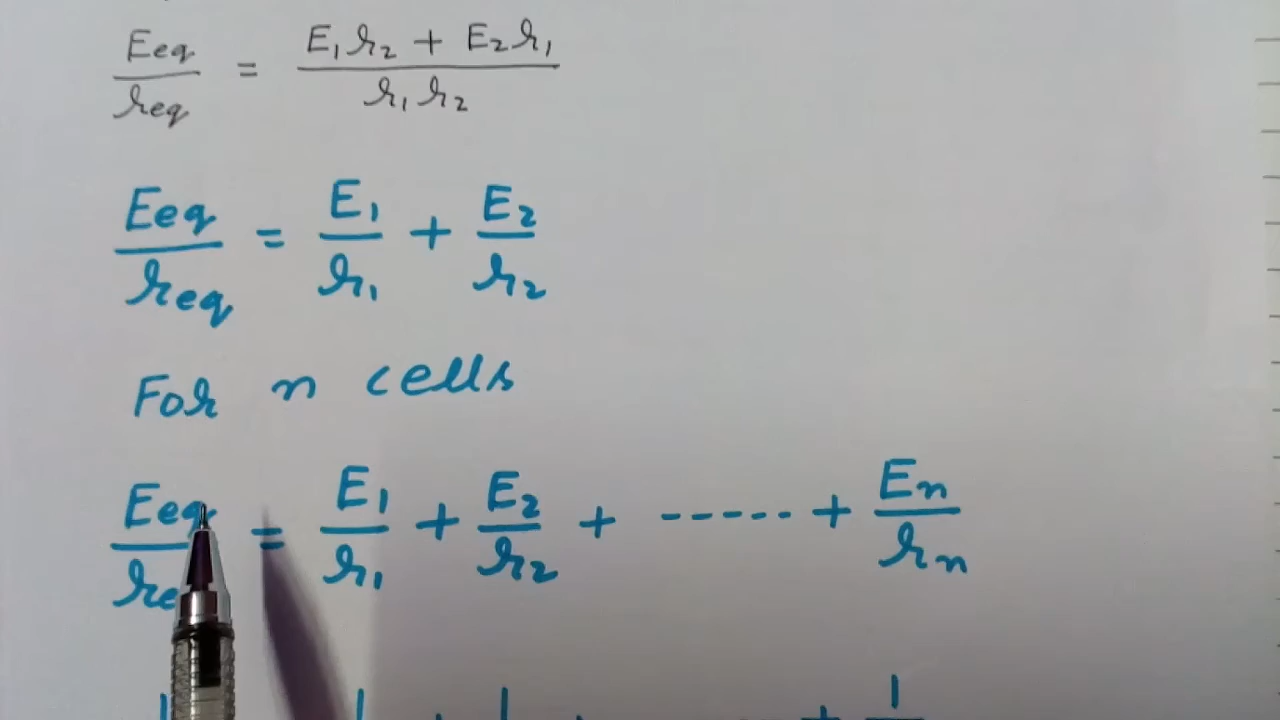 Eeq/req = E₁r₂ + E₂r₁/r₁r₂
Eeq/req = E₁/r₁ + E₂/r₂
For n cells
Eeq/re = E₁/r₁ + E₂/r₂ + ----- + Eₙ/rₙ